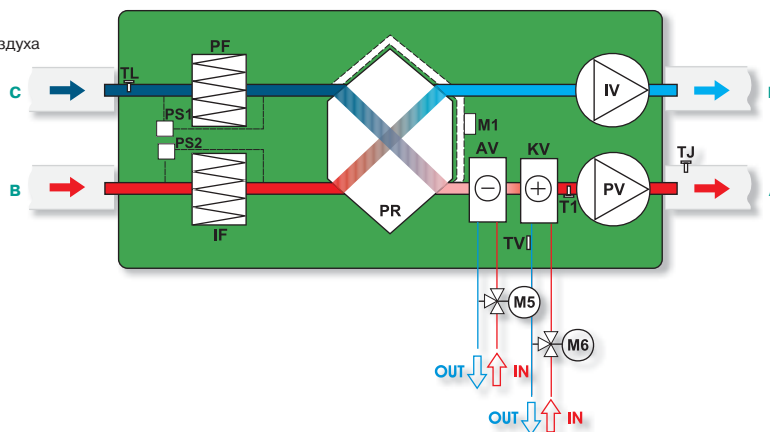 здуха
PF
C
TL
IV
PS1
M1
PS2
AV
KV
TJ
B
PV
T1
IF
PR
TV
M5
M6
OUT
IN
OUT
IN